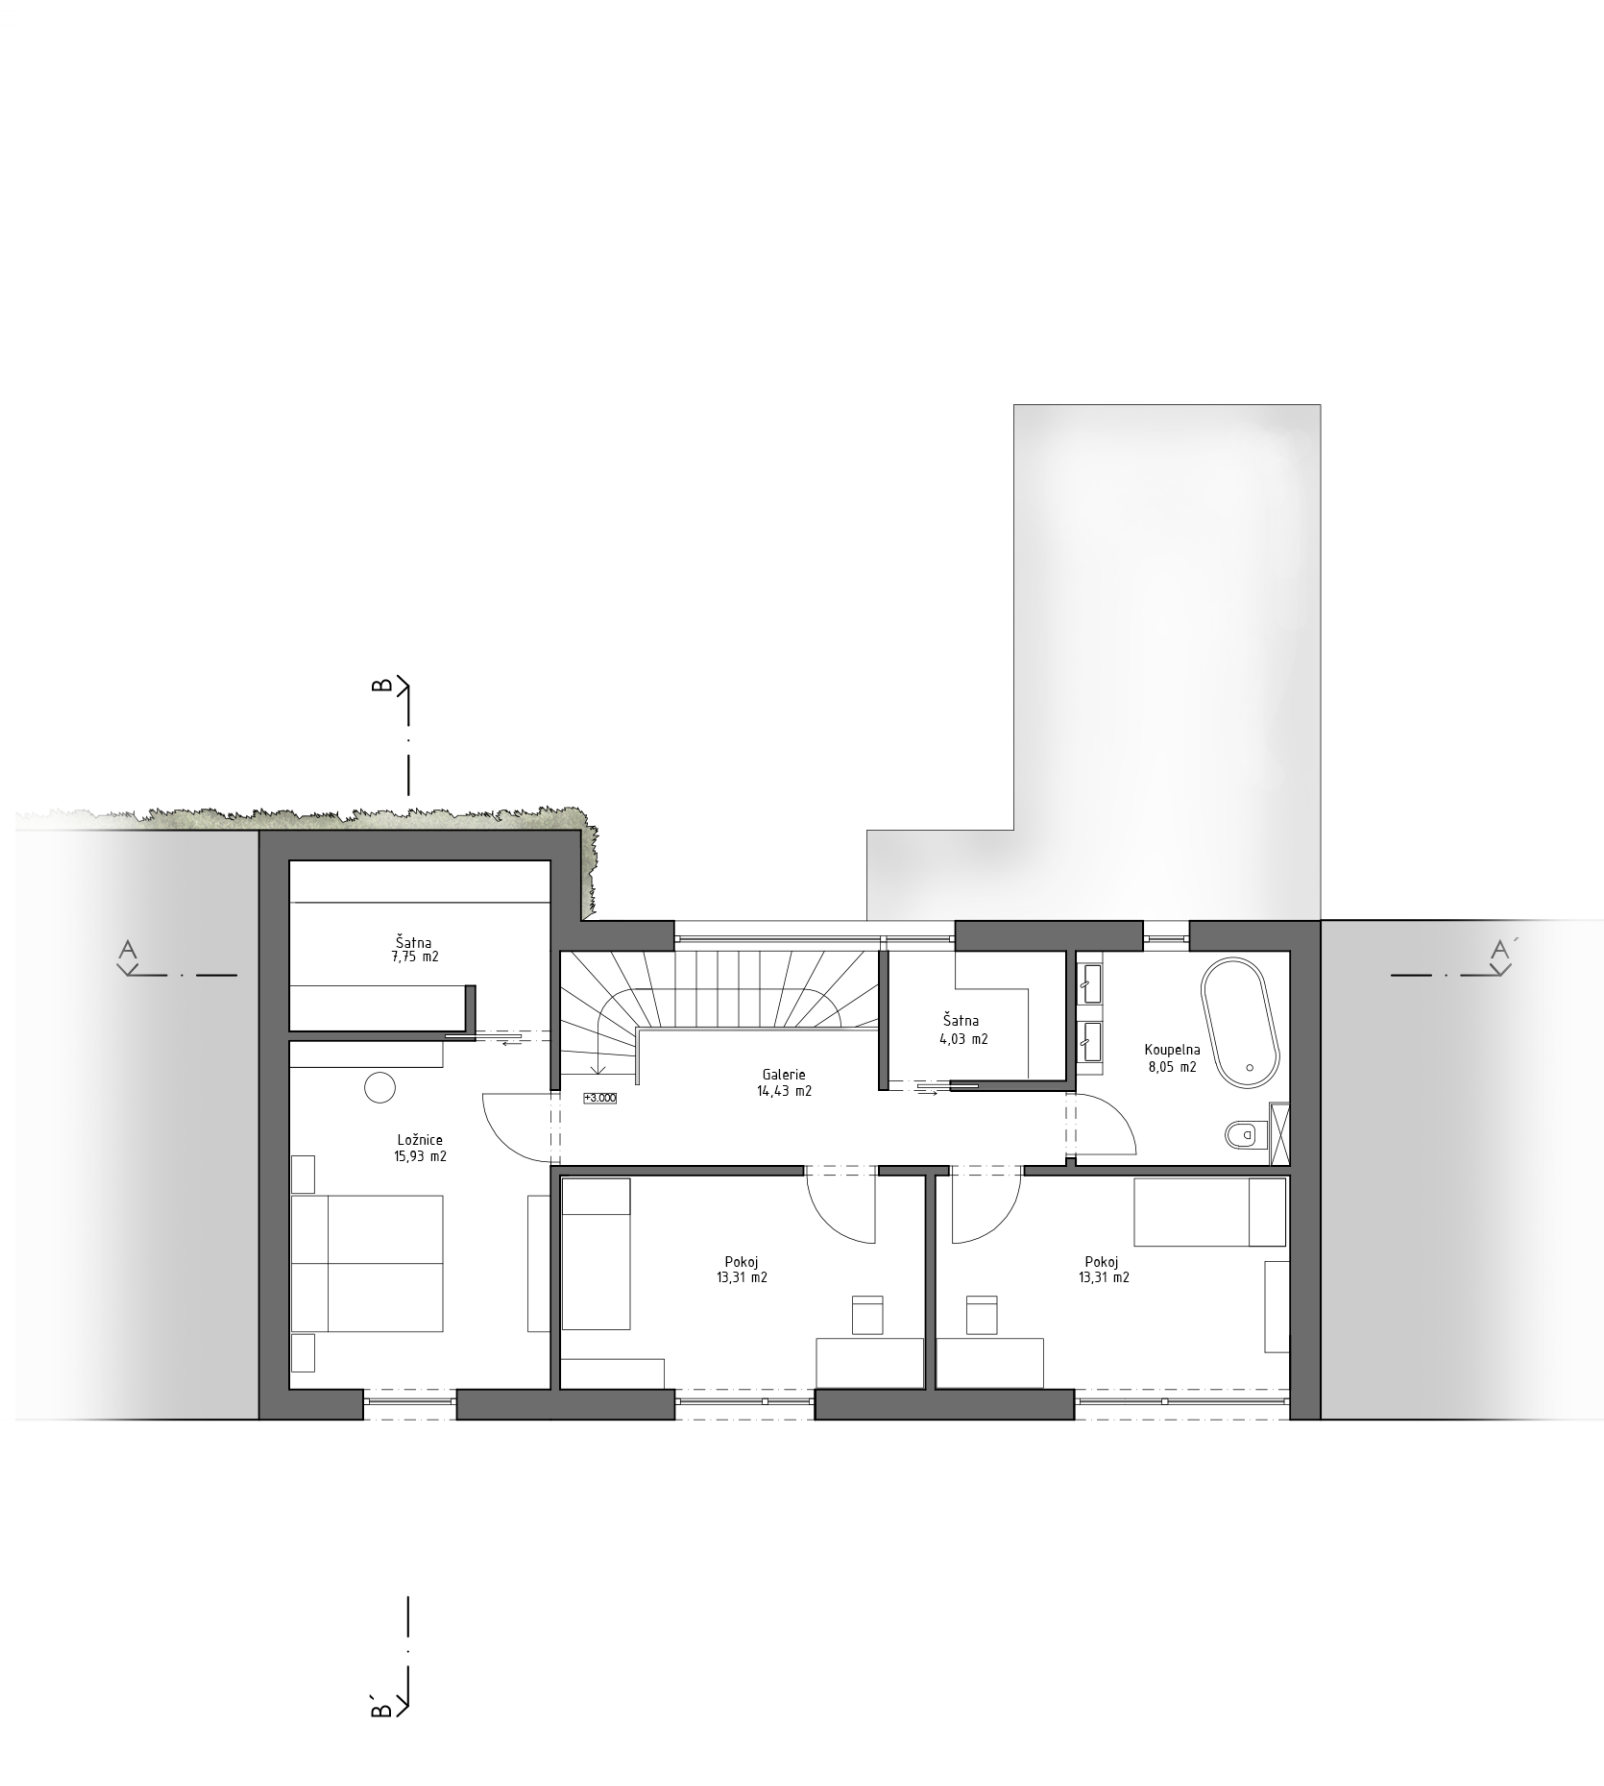 B
A
A´
Šatna
7,75 m2
Šatna
4,03 m2
Koupelna
8,05 m2
Galerie
14,43 m2
+3.000
Ložnice
15,93 m2
Pokoj
13,31 m2
Pokoj
13,31 m2
B´